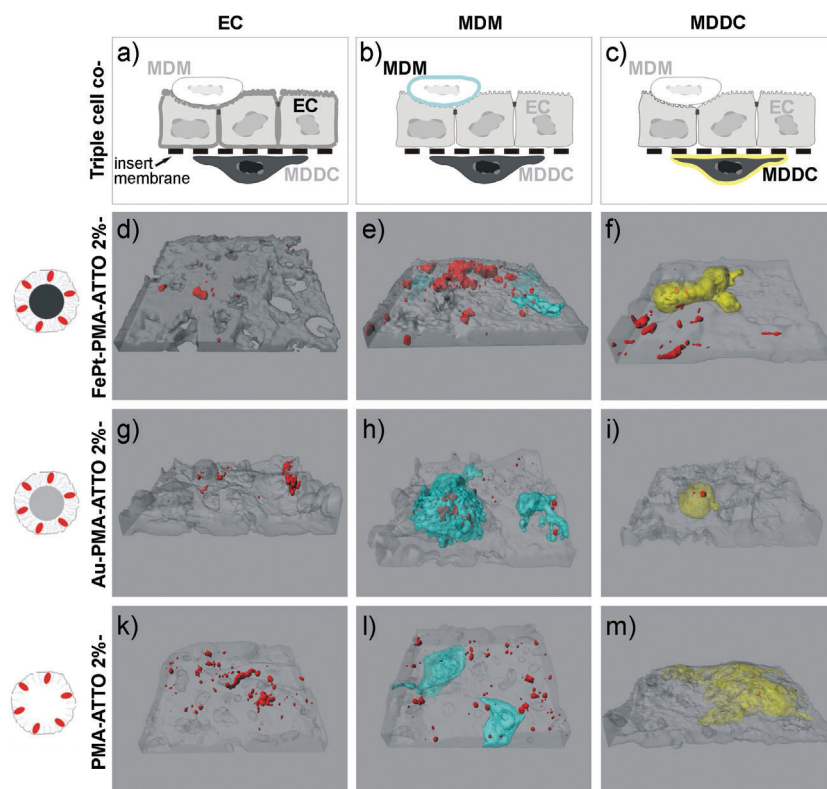 EC MDM MDDC
Triple cell co-
a)
MDM
EC
insert
membrane
MDDC
b)
MDM
EC
MDDC
c)
MDM
EC
MDDC
FePt-PMA-ATTO 2%-
d) e) f)
Au-PMA-ATTO 2%-
g) h) i)
PMA-ATTO 2%-
k) l) m)